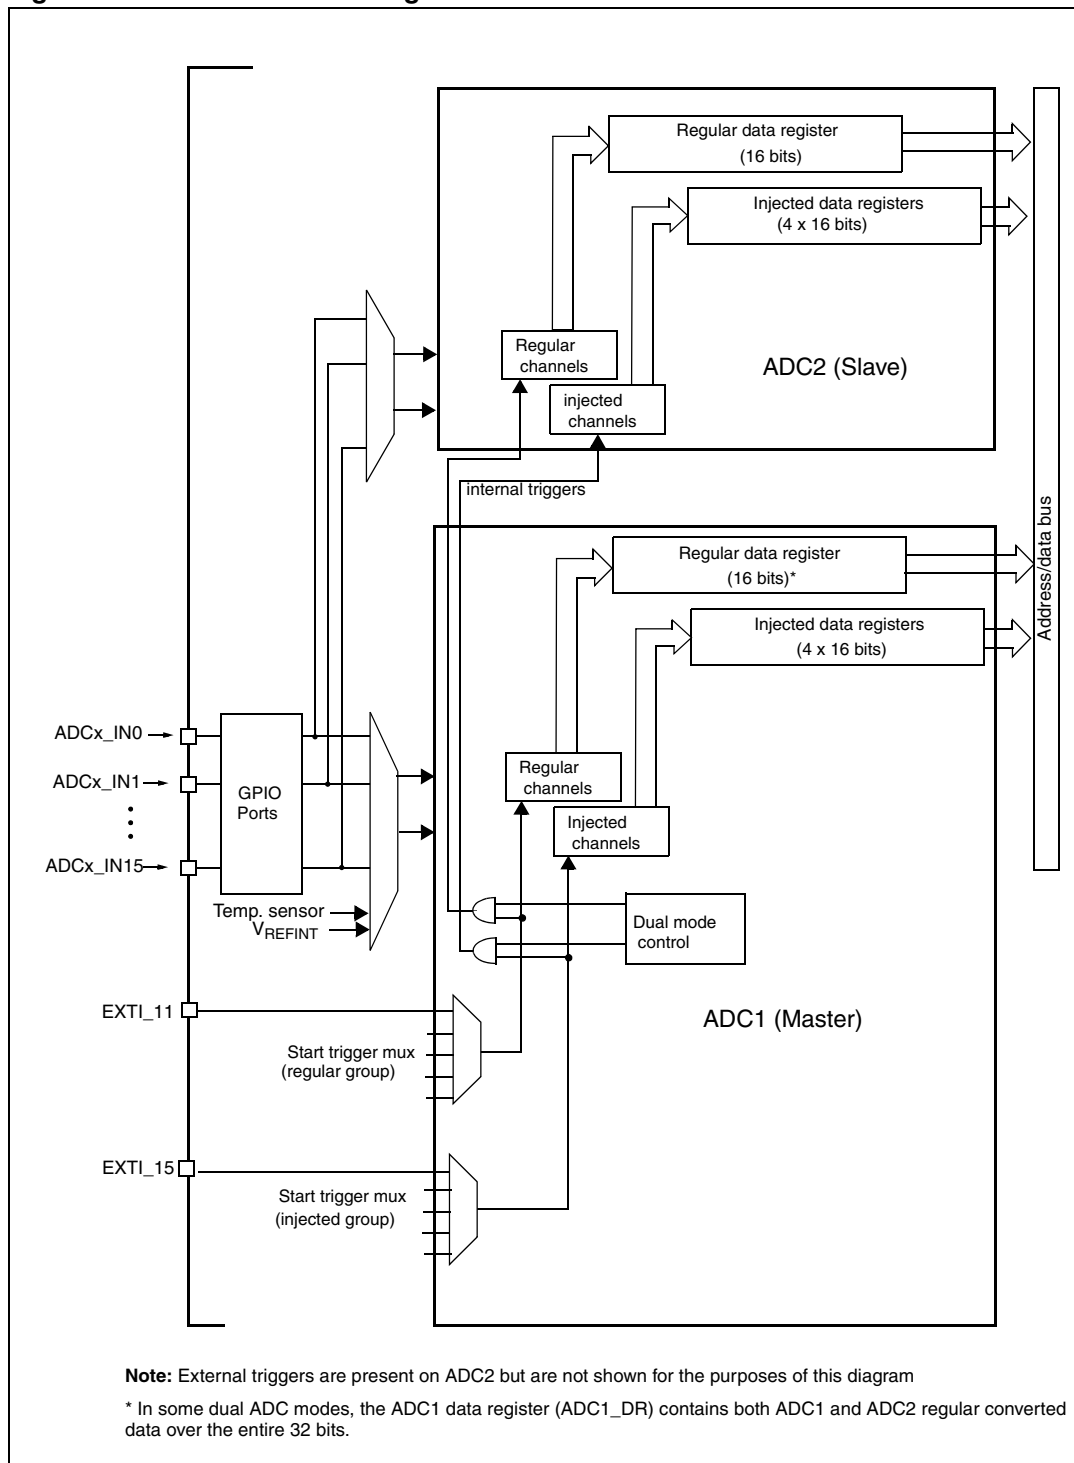 Regular data register
(16 bits)
Injected data registers
(4 x 16 bits)
Regular
channels
ADC2 (Slave)
injected
channels
internal triggers
Regular data register
(16 bits)*
Injected data registers
(4 x 16 bits)
Address/data bus
ADCx_IN0
ADCx_IN1
ADCx_IN15
GPIO
Ports
Regular
channels
Injected
channels
Temp. sensor
VREFINT
Dual mode
control
EXTI_11
ADC1 (Master)
Start trigger mux
(regular group)
EXTI_15
Start trigger mux
(injected group)
Note: External triggers are present on ADC2 but are not shown for the purposes of this diagram
* In some dual ADC modes, the ADC1 data register (ADC1_DR) contains both ADC1 and ADC2 regular converted
data over the entire 32 bits.